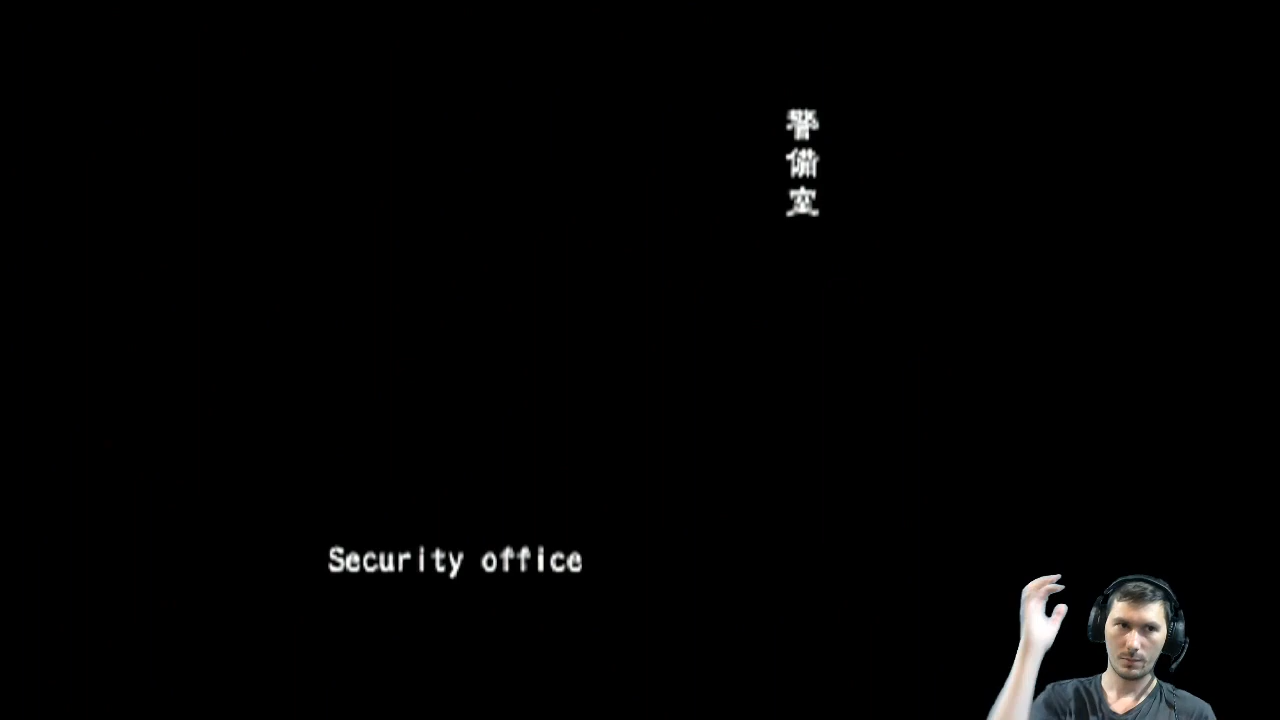 警備室
Security office